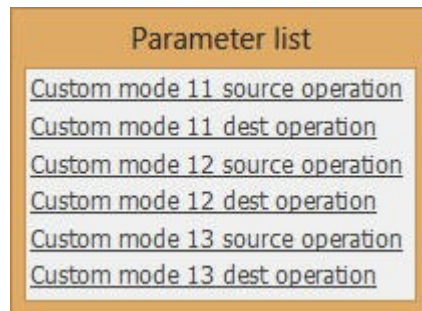 Parameter list
Custom mode 11 source operation
Custom mode 11 dest operation
Custom mode 12 source operation
Custom mode 12 dest operation
Custom mode 13 source operation
Custom mode 13 dest operation